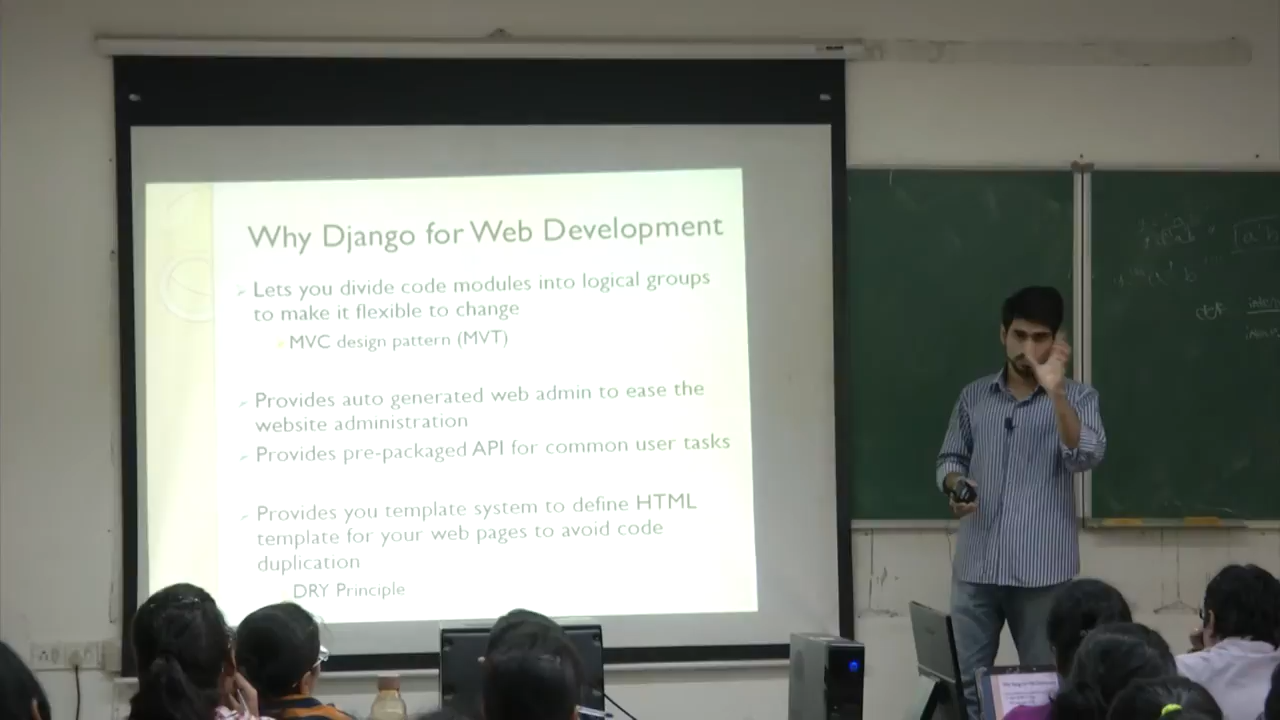 Why Django for Web Development
Lets you divide code modules into logical groups
to make it flexible to change
MVC design pattern (MVT)
Provides auto generated web admin to ease the
website administration
Provides pre-packaged API for common user tasks
Provides you template system to define HTML
template for your web pages to avoid code
duplication
DRY Principle